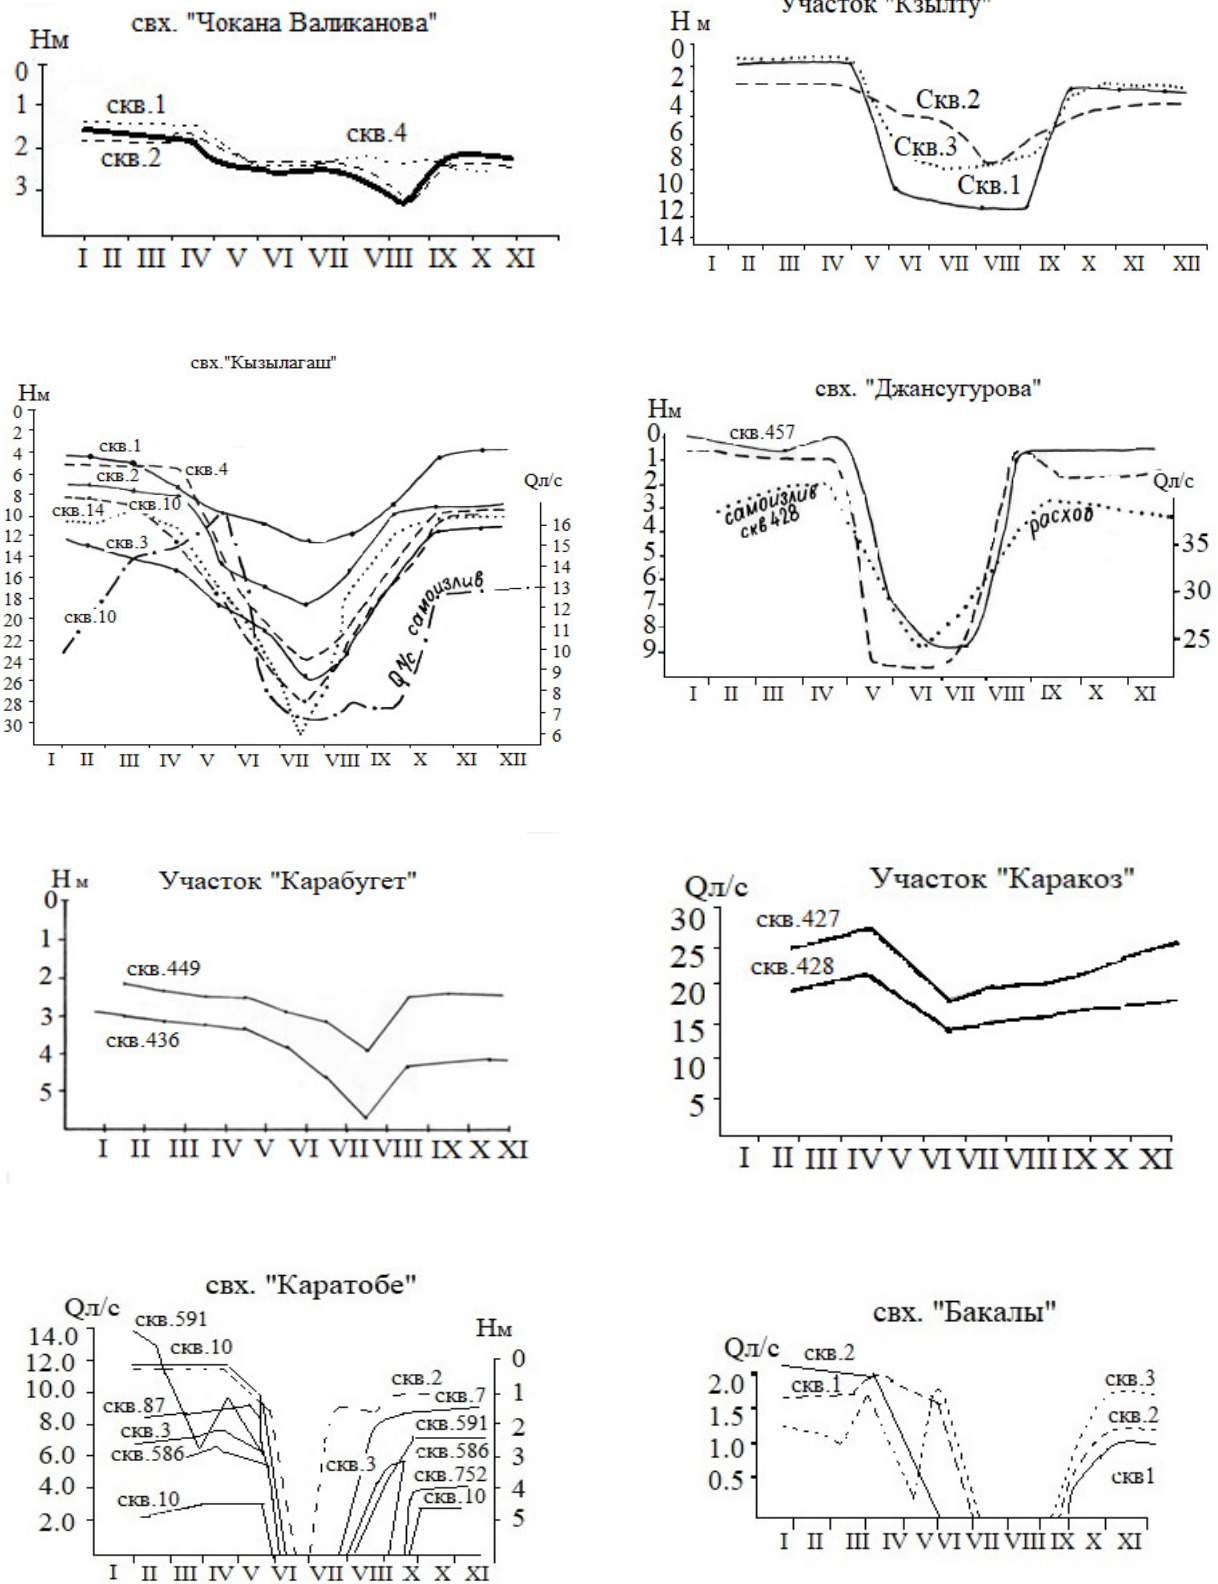 свх. "Чокана Валиканова"
Нм
0
1
2
3
скв.1
скв.2
скв.4
I II III IV V VI VII VIII IX X XI
Участок "Кзылту"
Н м
0
2
4
6
8
10
12
14
Скв.2
Скв.3
Скв.1
I II III IV V VI VII VIII IX X XI XII
свх."Кызылагаш"
Нм
0
2
4
6
8
10
12
14
16
18
20
22
24
26
28
30
скв.1
скв.4
скв.2
скв.10
скв.14
скв.3
скв.10
Q л/с самоизлив
Qл/с
16
15
14
13
12
11
10
9
8
7
6
I II III IV V VI VII VIII IX X XI XII
свх. "Джансугурова"
Нм
0
1
2
3
4
5
6
7
8
9
скв.457
самоизлив
скв 428
расход
Qл/с
35
30
25
I II III IV V VI VII VIII IX X XI
Участок "Карабугет"
Н м
0
1
2
3
4
5
скв.449
скв.436
I II III IV V VI VII VIII IX X XI
Участок "Каракоз"
Qл/с
30
25
20
15
10
5
скв.427
скв.428
I II III IV V VI VII VIII IX X XI
свх. "Каратобе"
Qл/с
14.0
12.0
10.0
8.0
6.0
4.0
2.0
скв.591
скв.10
скв.87
скв.3
скв.586
скв.10
Нм
0
1
2
3
4
5
скв.2
скв.7
скв.591
скв.3
скв.586
скв.752
скв.10
I II III IV V VI VII VIII X X XI
свх. "Бакалы"
Qл/с
2.0
1.5
1.0
0.5
скв.2
скв.1
скв.3
скв.2
скв1
I II III IV V VI VII VIII IX X XI